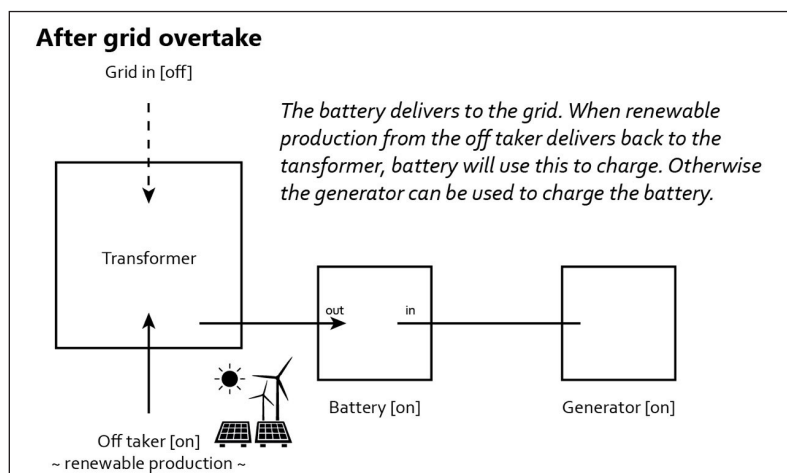 After grid overtake
Grid in [off]
The battery delivers to the grid. When renewable
production from the off taker delivers back to the
tansformer, battery will use this to charge. Otherwise
the generator can be used to charge the battery.
Transformer
out
in
Battery [on]
Generator [on]
Off taker [on]
~ renewable production ~